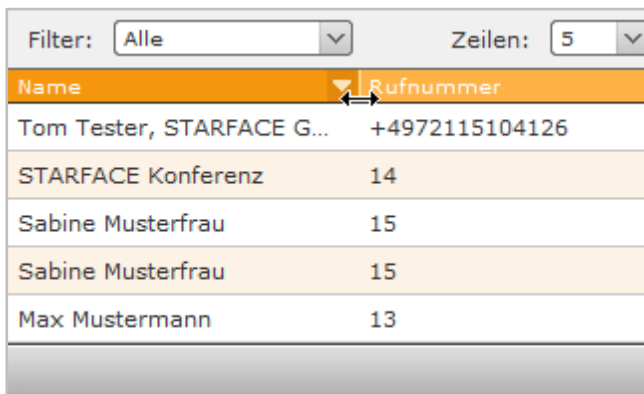 Filter: Alle Zeilen: 5
Name Rufnummer
Tom Tester, STARFACE G... +4972115104126
STARFACE Konferenz 14
Sabine Musterfrau 15
Sabine Musterfrau 15
Max Mustermann 13